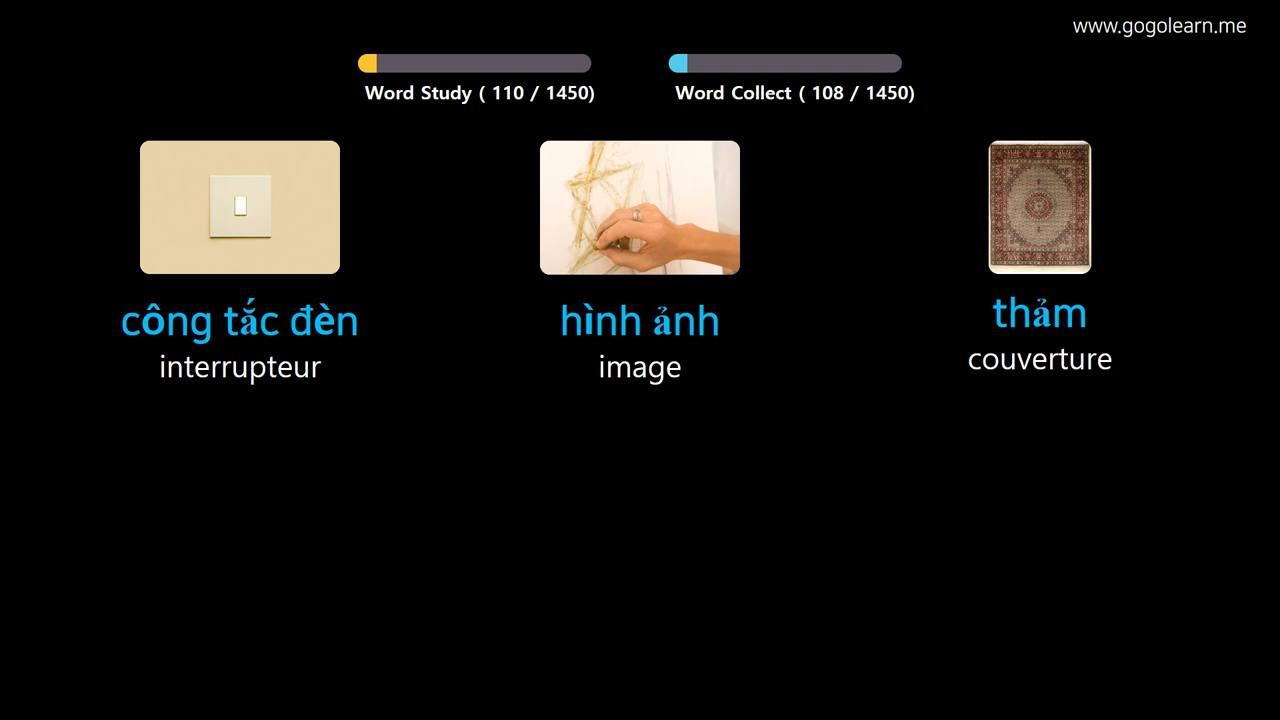 www.gogolearn.me
Word Study ( 110 / 1450)
Word Collect ( 108 / 1450)
công tắc đèn
interrupteur
hình ảnh
image
thảm
couverture